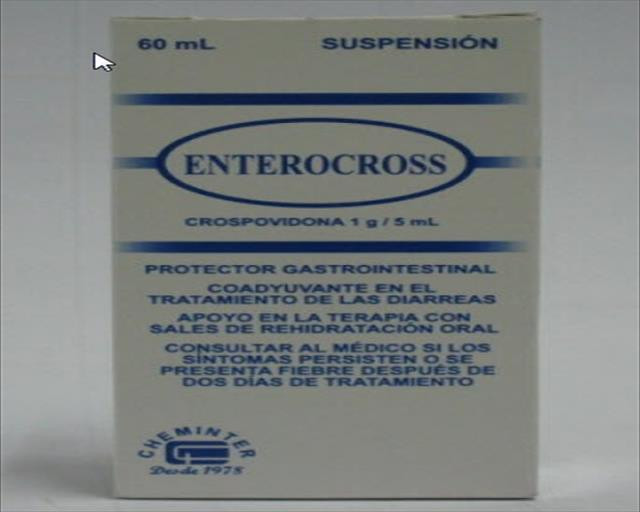 60 mL SUSPENSIÓN
ENTEROCROSS
CROSPOVIDONA 1 g / 5 mL
PROTECTOR GASTROINTESTINAL
COADYUVANTE EN EL
TRATAMIENTO DE LAS DIARREAS
APOYO EN LA TERAPIA CON
SALES DE REHIDRATACIÓN ORAL
CONSULTAR AL MÉDICO SI LOS
SÍNTOMAS PERSISTEN O SE
PRESENTA FIEBRE DESPUÉS DE
DOS DÍAS DE TRATAMIENTO
CHEMINTER
Desde 1978